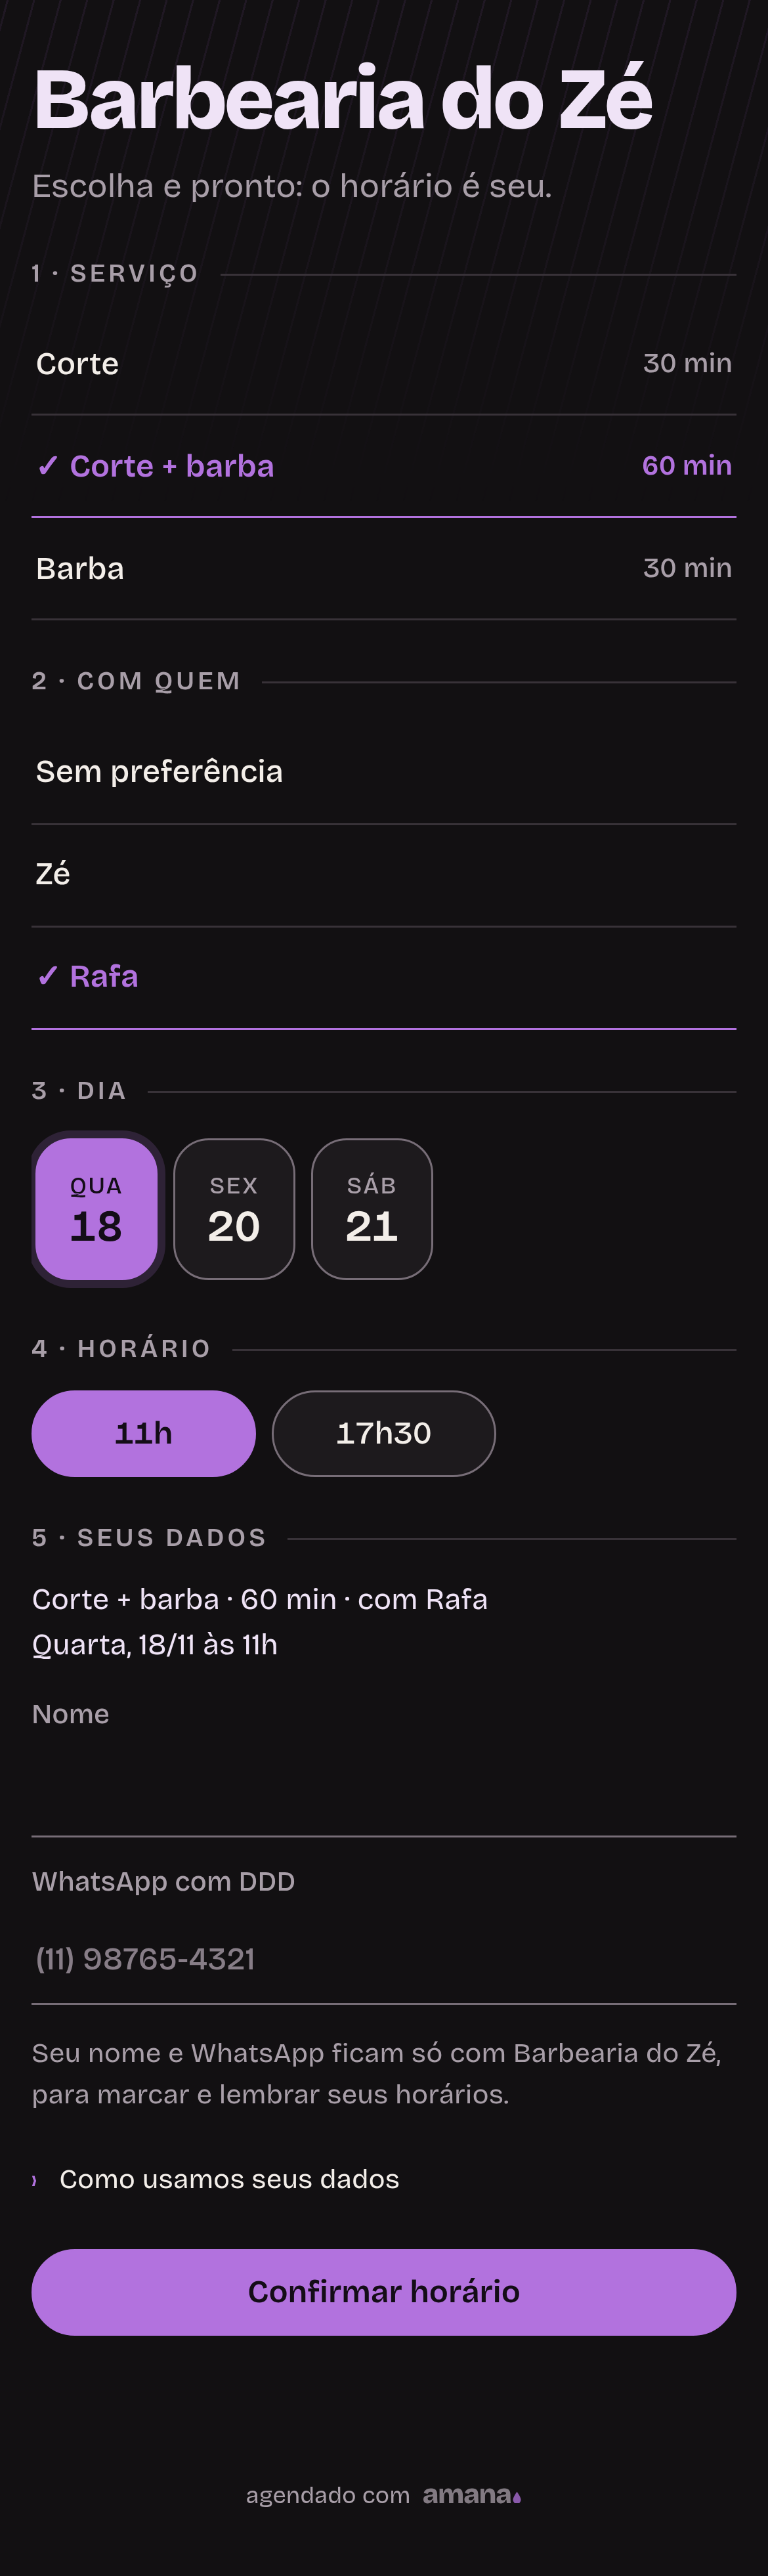 Barbearia do Zé
Escolha e pronto: o horário é seu.
1 · SERVIÇO
Corte 30 min
✓ Corte + barba 60 min
Barba 30 min
2 · COM QUEM
Sem preferência
Zé
✓ Rafa
3 · DIA
QUA SEX SÁB
18 20 21
4 · HORÁRIO
11h 17h30
5 · SEUS DADOS
Corte + barba · 60 min · com Rafa
Quarta, 18/11 às 11h
Nome
WhatsApp com DDD
(11) 98765-4321
Seu nome e WhatsApp ficam só com Barbearia do Zé,
para marcar e lembrar seus horários.
› Como usamos seus dados
Confirmar horário
agendado com amana